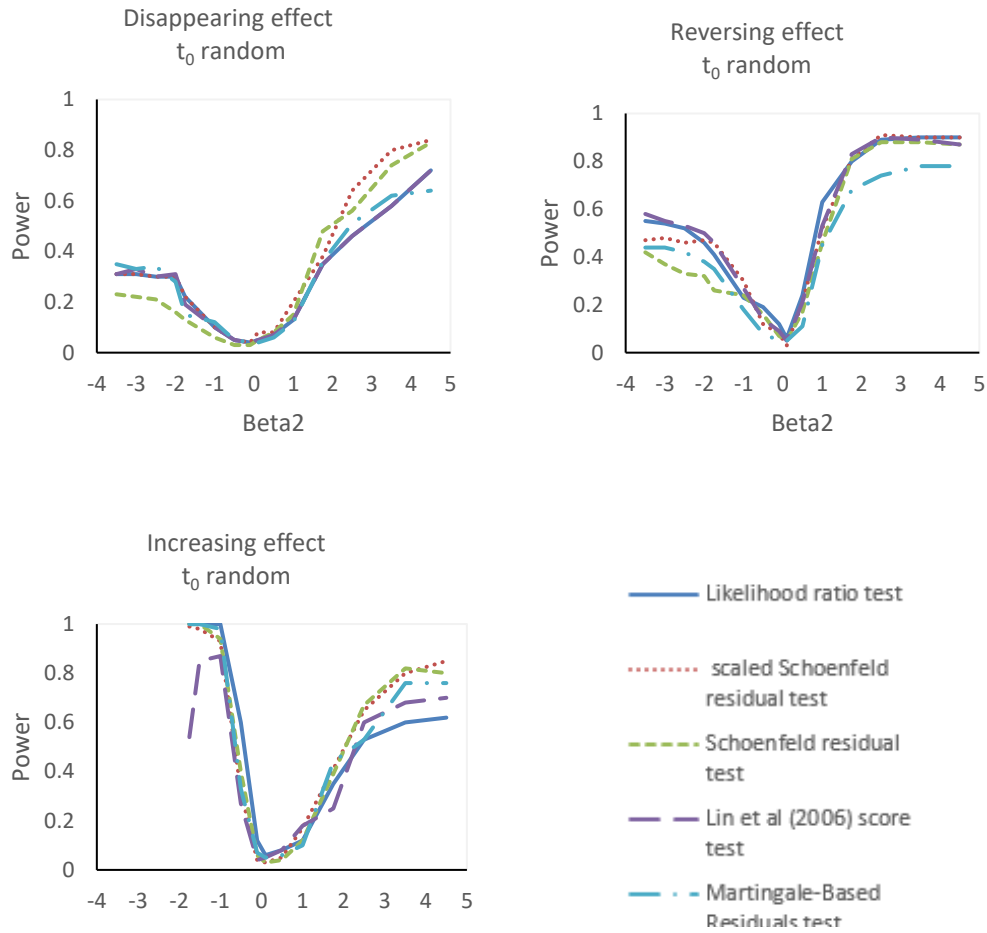 Disappearing effect
t₀ random
1
0.8
0.6
0.4
0.2
0
Power
-4 -3 -2 -1 0 1 2 3 4 5
Beta2
Reversing effect
t₀ random
1
0.8
0.6
0.4
0.2
0
Power
-4 -3 -2 -1 0 1 2 3 4 5
Beta2
Increasing effect
t₀ random
1
0.8
0.6
0.4
0.2
0
Power
-4 -3 -2 -1 0 1 2 3 4 5
Likelihood ratio test
scaled Schoenfeld
residual test
Schoenfeld residual
test
Lin et al (2006) score
test
Martingale-Based
Residuals test